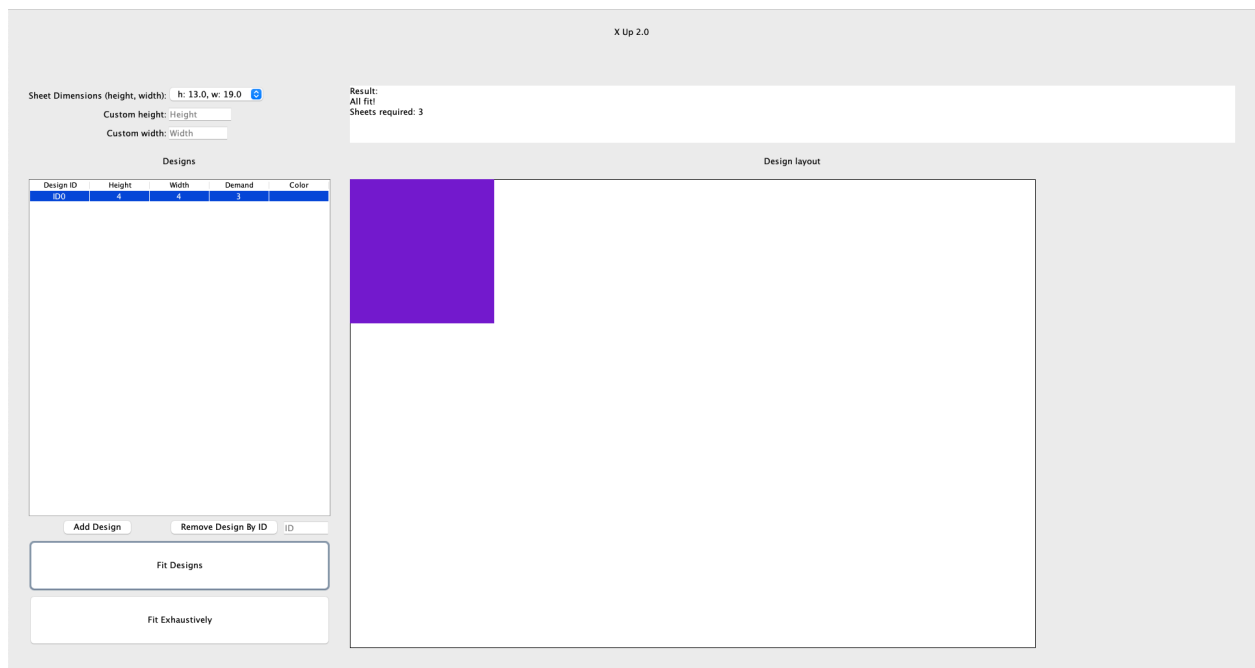 X Up 2.0
Sheet Dimensions (height, width): h: 13.0, w: 19.0
Custom height: Height
Custom width: Width
Result:
All fit!
Sheets required: 3
Designs
Design layout
Design ID Height Width Demand Color
ID0 4 4 3
Add Design Remove Design By ID ID
Fit Designs
Fit Exhaustively